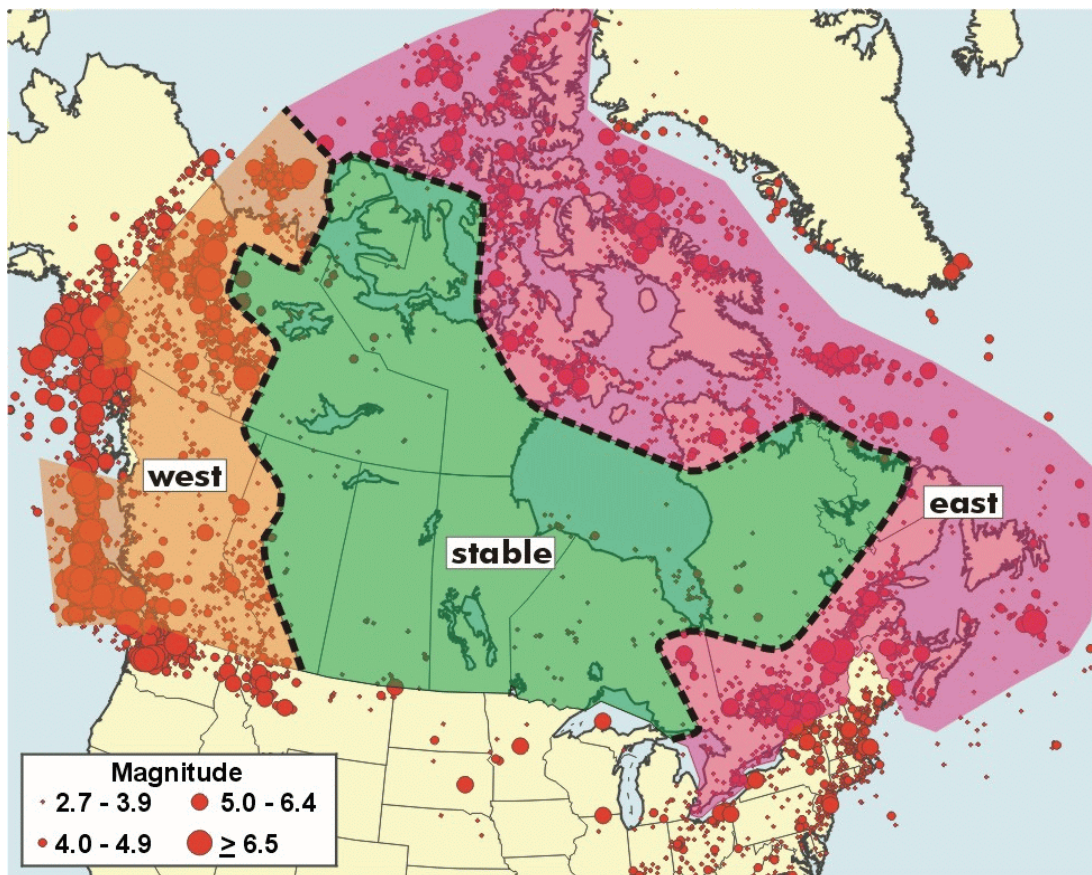 west
stable
east
Magnitude
2.7 - 3.9 5.0 - 6.4
4.0 - 4.9 ≥ 6.5